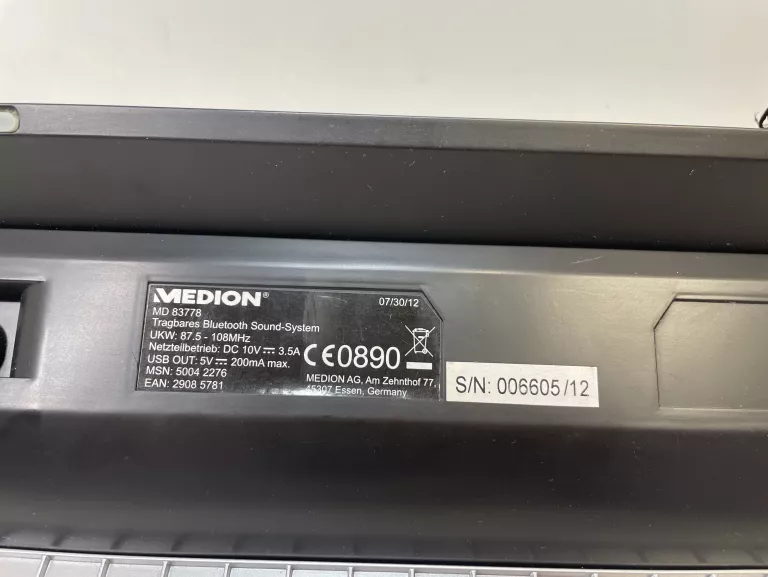 MEDION®
07/30/12
MD 83778
Tragbares Bluetooth Sound-System
UKW: 87.5 - 108MHz
Netzteilbetrieb: DC 10V ⎓ 3.5A
USB OUT: 5V ⎓ 200mA max.
MSN: 5004 2276
EAN: 2908 5781
CE0890
MEDION AG, Am Zehnthof 77,
45307 Essen, Germany
S/N: 006605/12